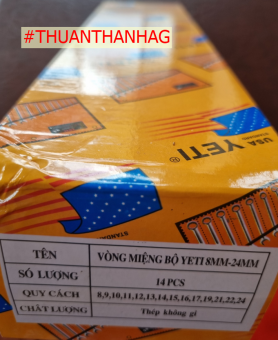 #THUANTHANHAG
USA YETI®
STANDARD
TÊN VÒNG MIỆNG BỘ YETI 8MM-24MM
SỐ LƯỢNG 14 PCS
QUY CÁCH 8,9,10,11,12,13,14,15,16,17,19,21,22,24
CHẤT LƯỢNG Thép không gỉ